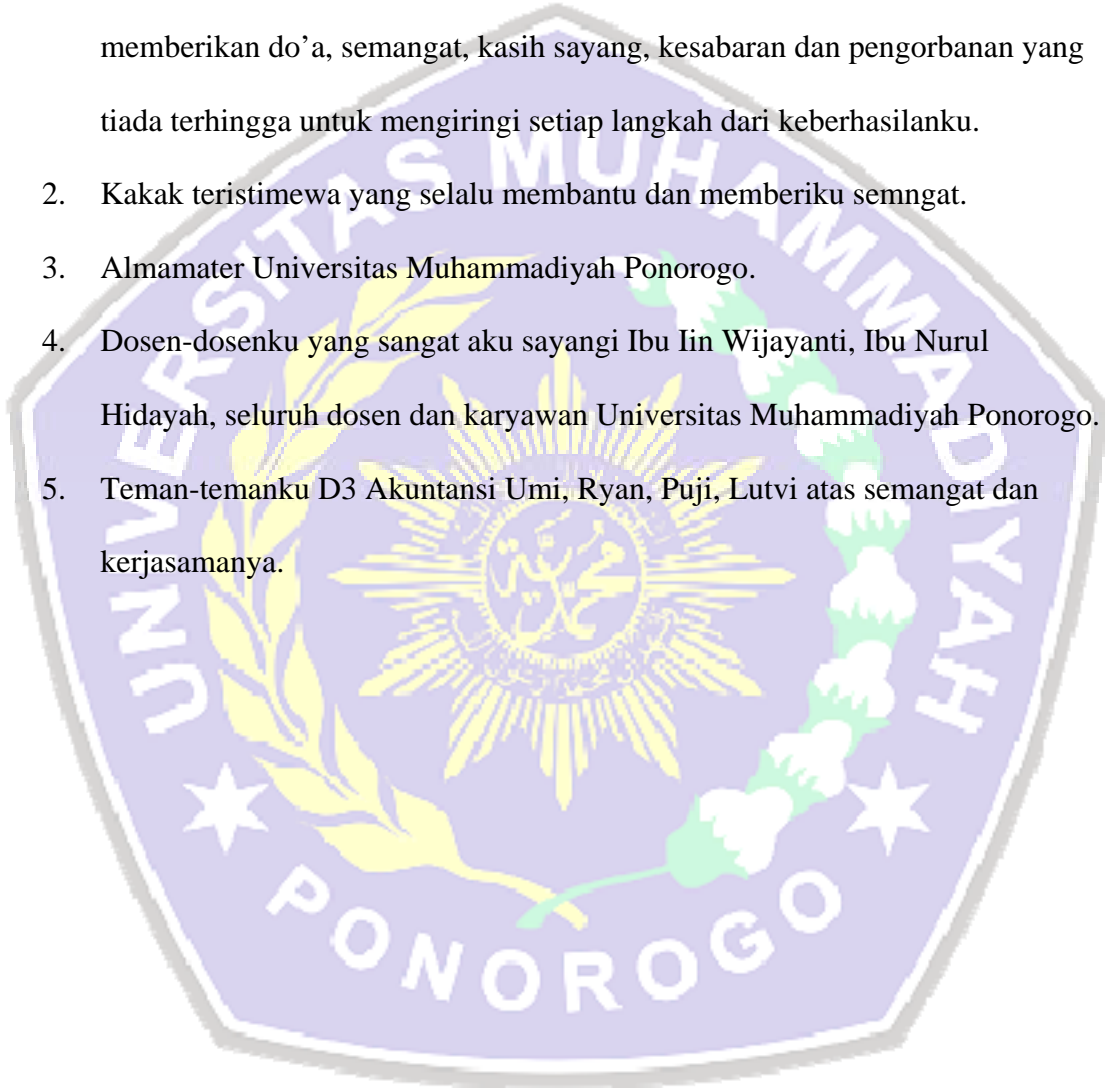 memberikan do’a, semangat, kasih sayang, kesabaran dan pengorbanan yang
tiada terhingga untuk mengiringi setiap langkah dari keberhasilanku.
2. Kakak teristimewa yang selalu membantu dan memberiku semngat.
3. Almamater Universitas Muhammadiyah Ponorogo.
4. Dosen-dosenku yang sangat aku sayangi Ibu Iin Wijayanti, Ibu Nurul
Hidayah, seluruh dosen dan karyawan Universitas Muhammadiyah Ponorogo.
5. Teman-temanku D3 Akuntansi Umi, Ryan, Puji, Lutvi atas semangat dan
kerjasamanya.
UNIVERSITAS MUHAMMADIYAH
PONOROGO